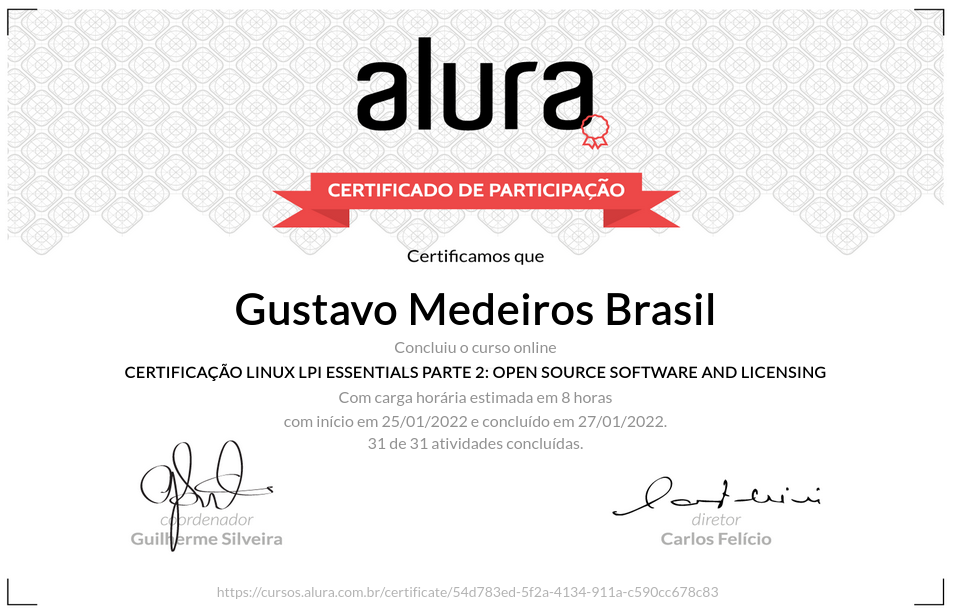 alura
CERTIFICADO DE PARTICIPAÇÃO
Certificamos que
Gustavo Medeiros Brasil
Concluiu o curso online
CERTIFICAÇÃO LINUX LPI ESSENTIALS PARTE 2: OPEN SOURCE SOFTWARE AND LICENSING
Com carga horária estimada em 8 horas
com início em 25/01/2022 e concluído em 27/01/2022.
31 de 31 atividades concluídas.
coordenador
Guilherme Silveira
diretor
Carlos Felício
https://cursos.alura.com.br/certificate/54d783ed-5f2a-4134-911a-c590cc678c83